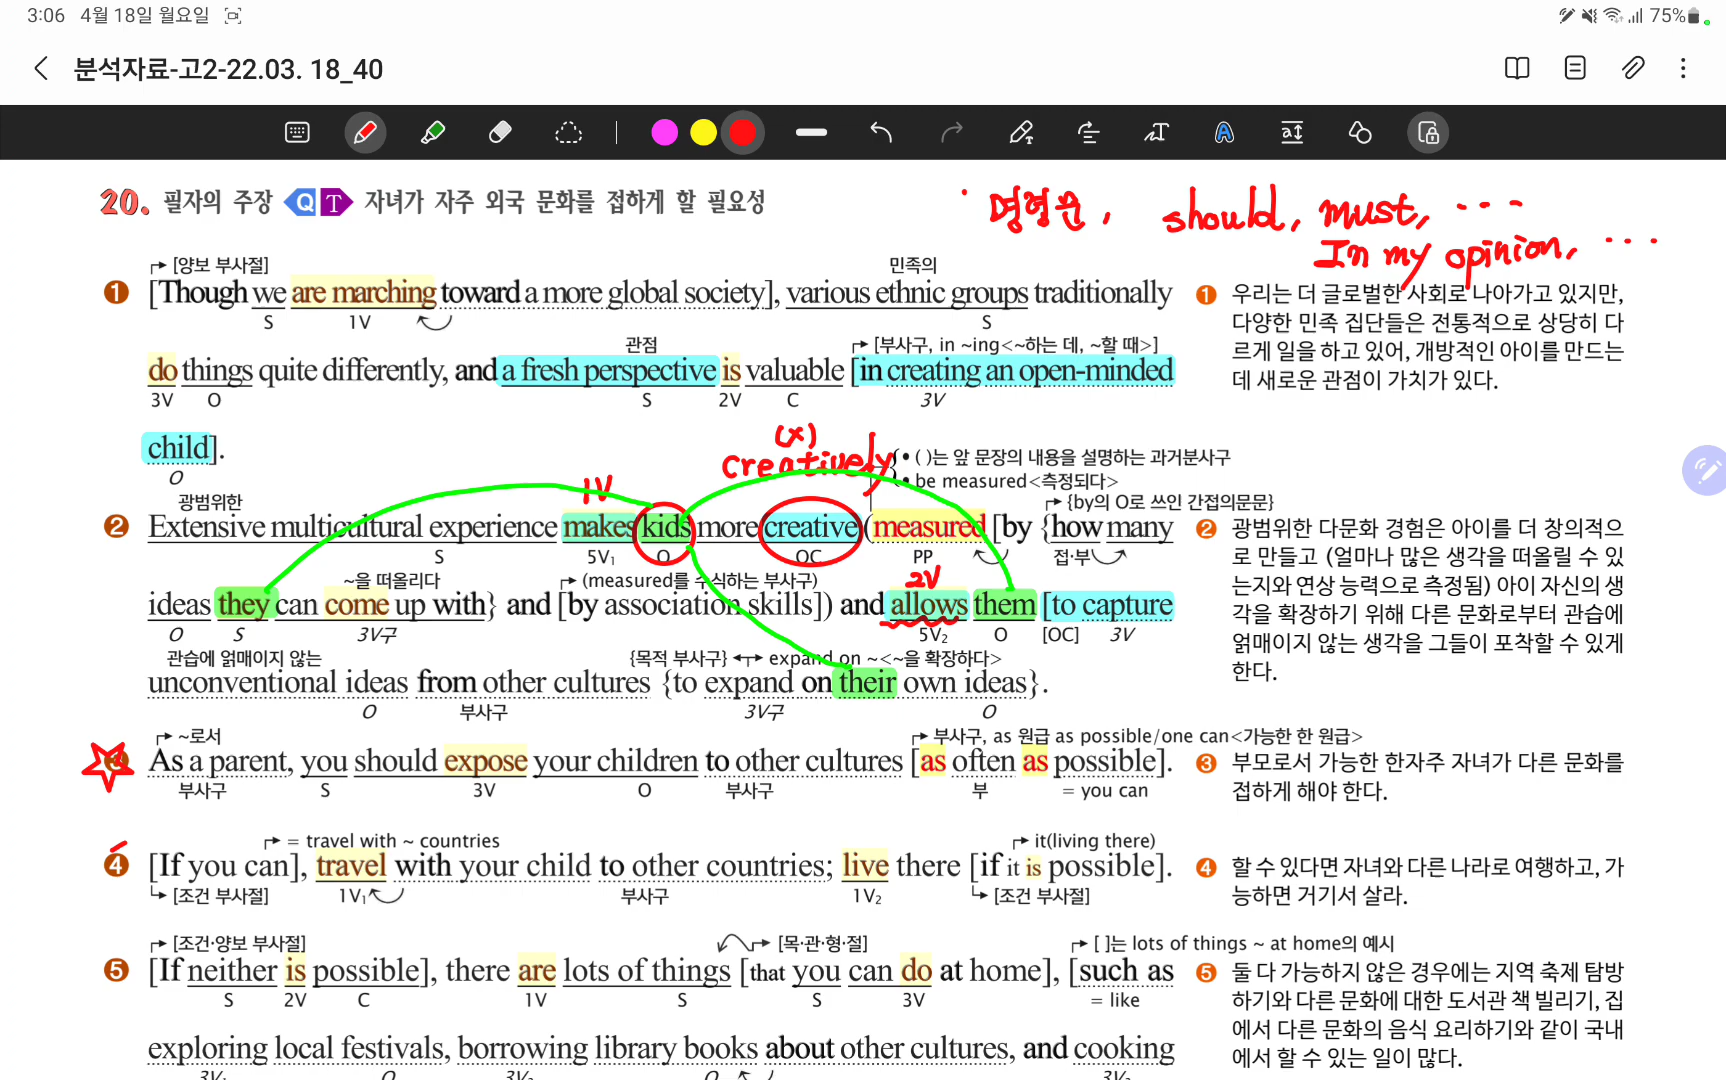 3:06 4월 18일 월요일 75%
분석자료-고2-22.03. 18_40
20. 필자의 주장 Q T 자녀가 자주 외국 문화를 접하게 할 필요성
명령문, should, must, ...
In my opinion, ...
[양보 부사절] 민족의
❶ [Though we are marching toward a more global society], various ethnic groups traditionally
S 1V S
관점 [부사구, in ~ing<~하는 데, ~할 때>]
do things quite differently, and a fresh perspective is valuable [in creating an open-minded
3V O S 2V C 3V
child].
O
❶ 우리는 더 글로벌한 사회로 나아가고 있지만,
다양한 민족 집단들은 전통적으로 상당히 다
르게 일을 하고 있어, 개방적인 아이를 만드는
데 새로운 관점이 가치가 있다.
(x)
creatively
• ( )는 앞 문장의 내용을 설명하는 과거분사구
• be measured<측정되다>
광범위한 1V {by의 O로 쓰인 간접의문문}
❷ Extensive multicultural experience makes kids more creative (measured [by {how many
S 5V₁ O OC PP 접·부
~을 떠올리다 (measured를 수식하는 부사구) 2V
ideas they can come up with} and [by association skills]) and allows them [to capture
O S 3V구 5V₂ O [OC] 3V
관습에 얽매이지 않는 {목적 부사구} expand on ~<~을 확장하다>
unconventional ideas from other cultures {to expand on their own ideas}.
O 부사구 3V구 O
❷ 광범위한 다문화 경험은 아이를 더 창의적으
로 만들고 (얼마나 많은 생각을 떠올릴 수 있
는지와 연상 능력으로 측정됨) 아이 자신의 생
각을 확장하기 위해 다른 문화로부터 관습에
얽매이지 않는 생각을 그들이 포착할 수 있게
한다.
~로서 부사구, as 원급 as possible/one can<가능한 한 원급>
As a parent, you should expose your children to other cultures [as often as possible].
부사구 S 3V O 부사구 부 = you can
❸ 부모로서 가능한 한자주 자녀가 다른 문화를
접하게 해야 한다.
= travel with ~ countries it(living there)
❹ [If you can], travel with your child to other countries; live there [if it is possible].
[조건 부사절] 1V₁ 부사구 1V₂ [조건 부사절]
❹ 할 수 있다면 자녀와 다른 나라로 여행하고, 가
능하면 거기서 살라.
[조건·양보 부사절] [목·관·형·절] [ ]는 lots of things ~ at home의 예시
❺ [If neither is possible], there are lots of things [that you can do at home], [such as
S 2V C 1V S S 3V = like
exploring local festivals, borrowing library books about other cultures, and cooking
3V₁ O 3V₂ O 3V₃
❺ 둘 다 가능하지 않은 경우에는 지역 축제 탐방
하기와 다른 문화에 대한 도서관 책 빌리기, 집
에서 다른 문화의 음식 요리하기와 같이 국내
에서 할 수 있는 일이 많다.